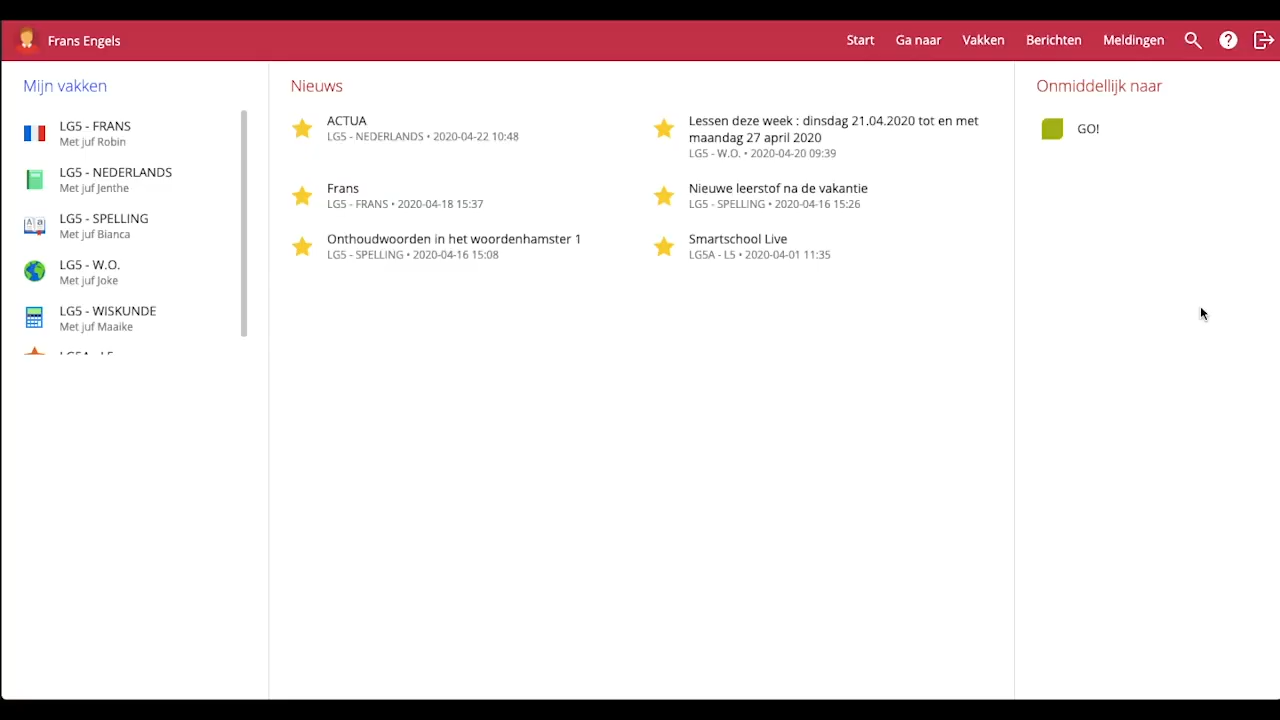 Frans Engels
Start
Ga naar
Vakken
Berichten
Meldingen
Mijn vakken
LG5 - FRANS
Met juf Robin
LG5 - NEDERLANDS
Met juf Jenthe
LG5 - SPELLING
Met juf Bianca
LG5 - W.O.
Met juf Joke
LG5 - WISKUNDE
Met juf Maaike
Nieuws
ACTUA
LG5 - NEDERLANDS • 2020-04-22 10:48
Lessen deze week : dinsdag 21.04.2020 tot en met
maandag 27 april 2020
LG5 - W.O. • 2020-04-20 09:39
Frans
LG5 - FRANS • 2020-04-18 15:37
Nieuwe leerstof na de vakantie
LG5 - SPELLING • 2020-04-16 15:26
Onthoudwoorden in het woordenhamster 1
LG5 - SPELLING • 2020-04-16 15:08
Smartschool Live
LG5A - L5 • 2020-04-01 11:35
Onmiddellijk naar
GO!